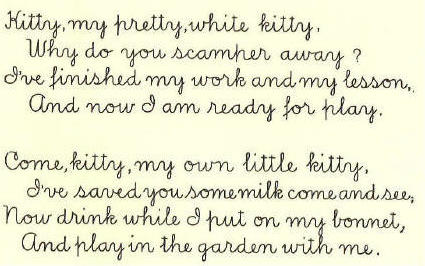 Kitty, my pretty, white kitty,
Why do you scamper away?
I've finished my work and my lesson,
And now I am ready for play.
Come, kitty, my own little kitty,
I've saved you some milk come and see,
Now drink while I put on my bonnet,
And play in the garden with me.